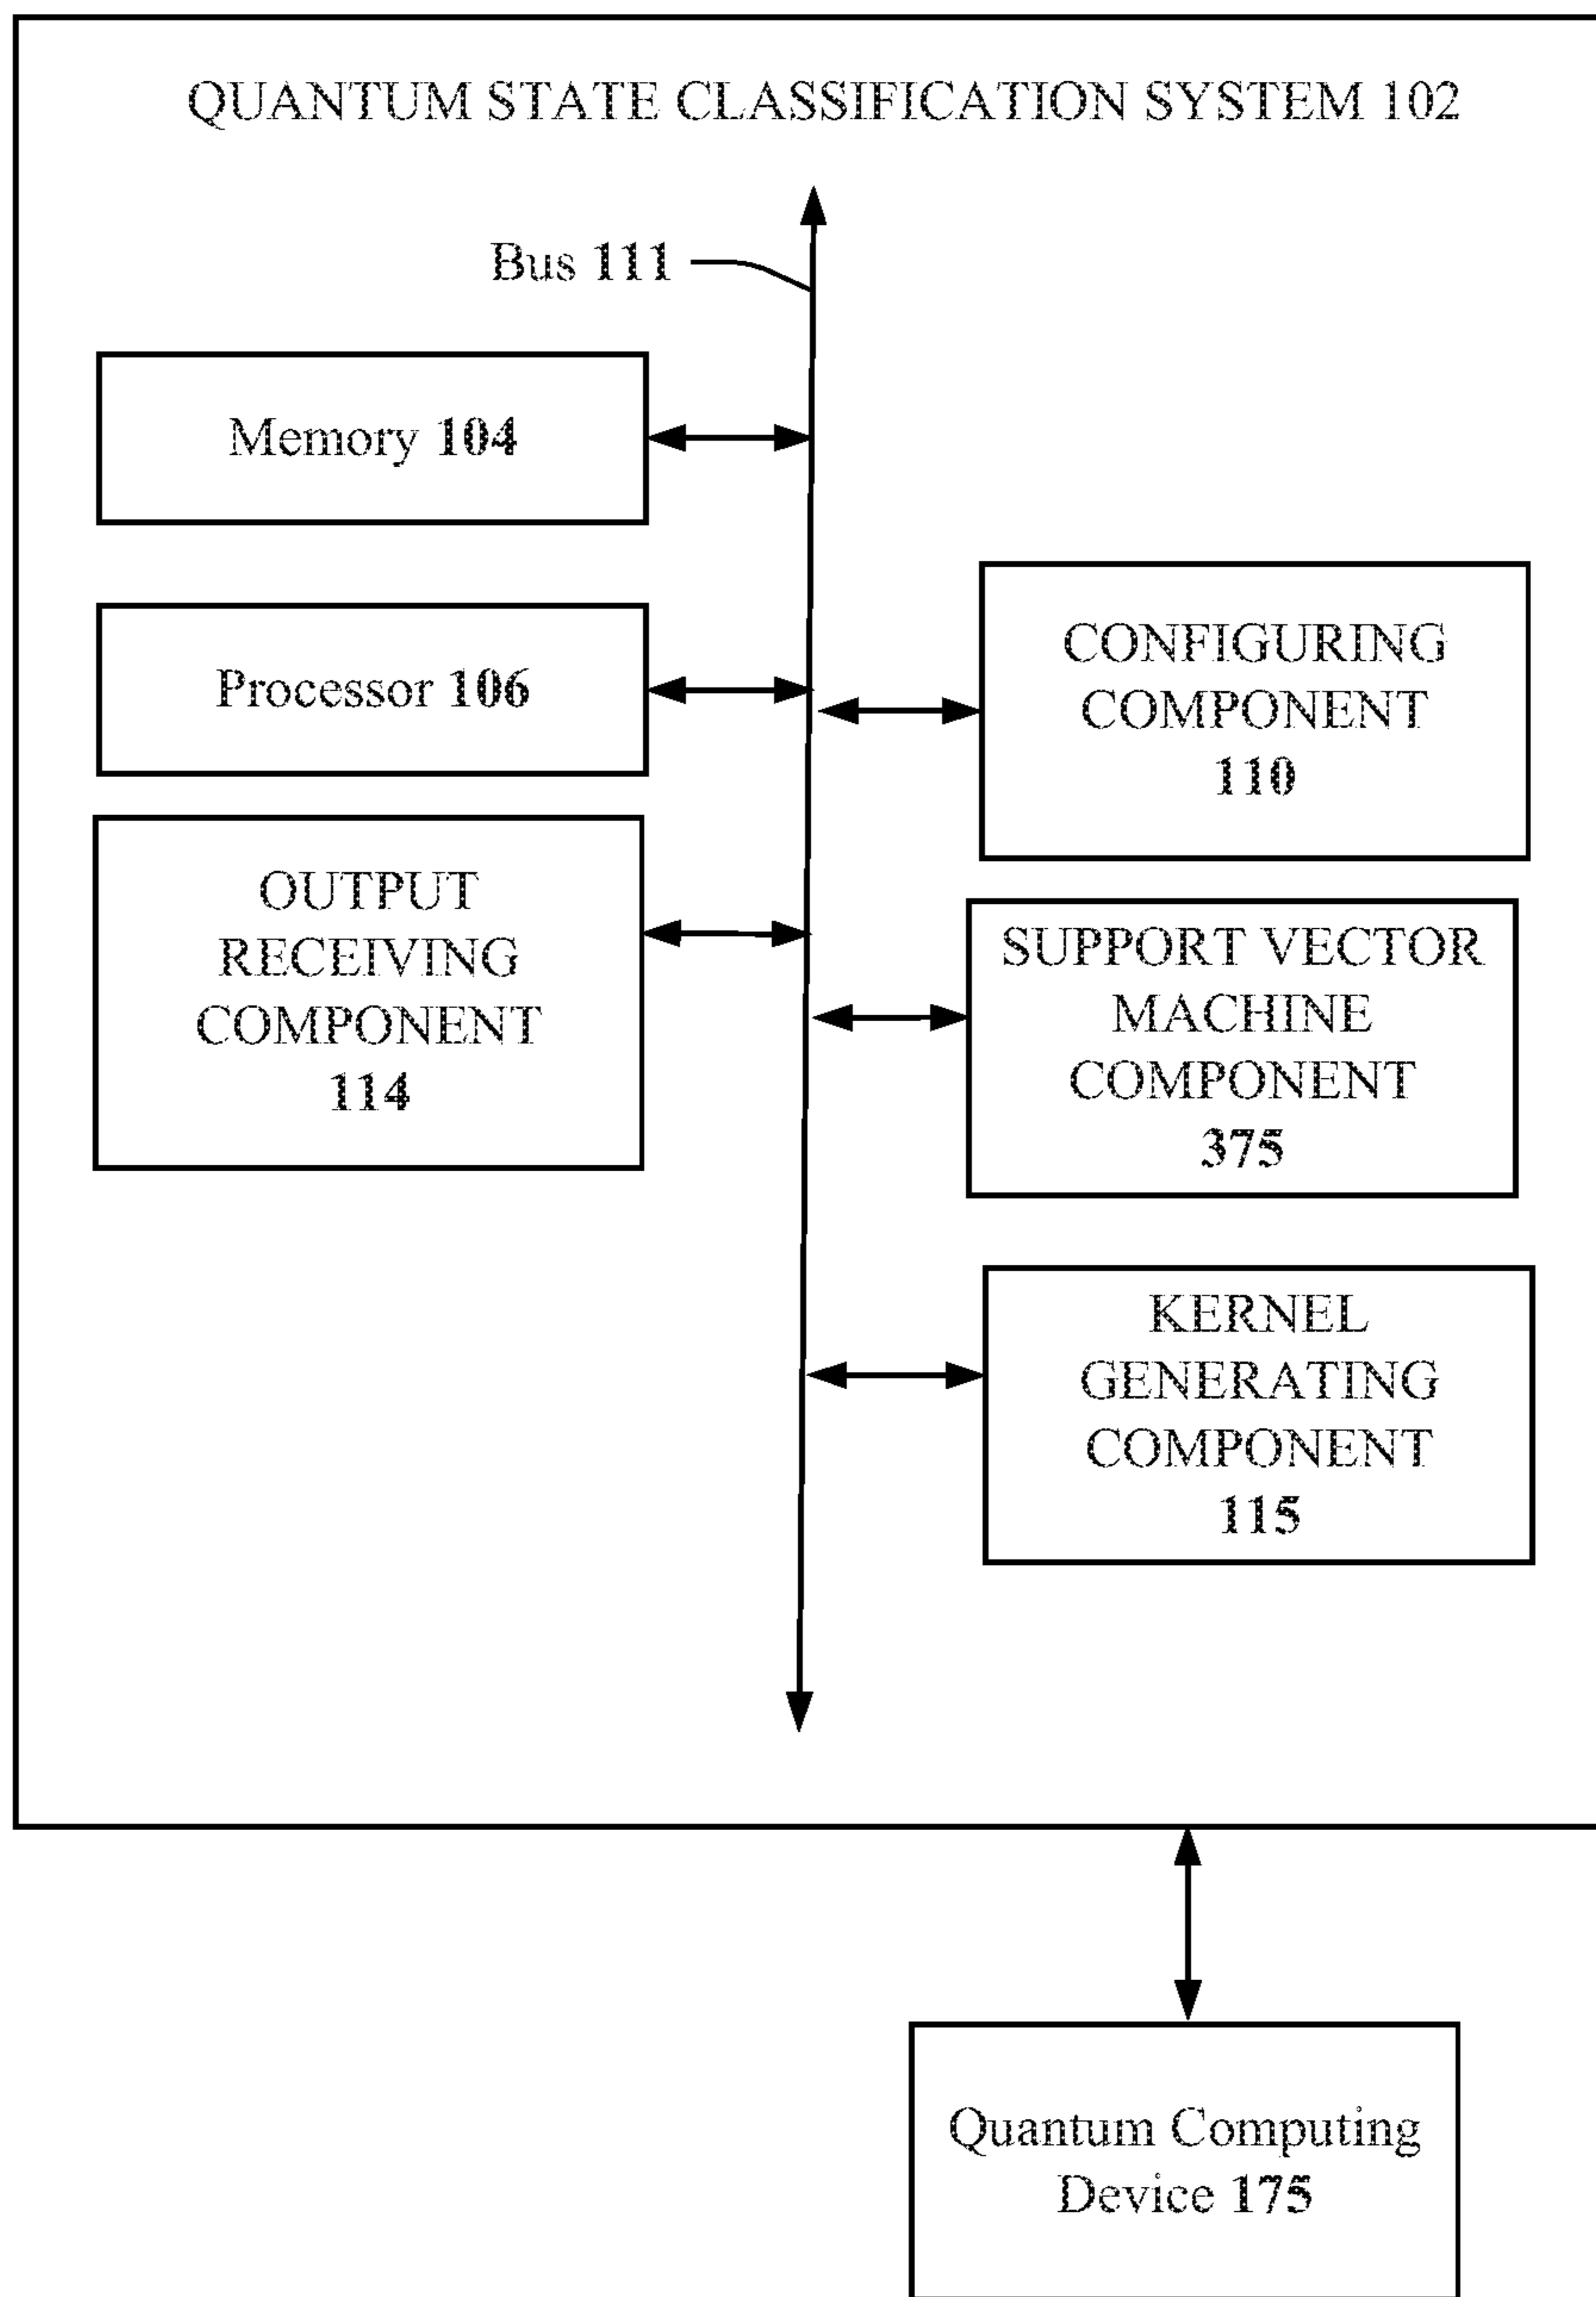 QUANTUM STATE CLASSIFICATION SYSTEM 102
Bus 111
Memory 104
Processor 106
OUTPUT
RECEIVING
COMPONENT
114
CONFIGURING
COMPONENT
110
SUPPORT VECTOR
MACHINE
COMPONENT
375
KERNEL
GENERATING
COMPONENT
115
Quantum Computing
Device 175